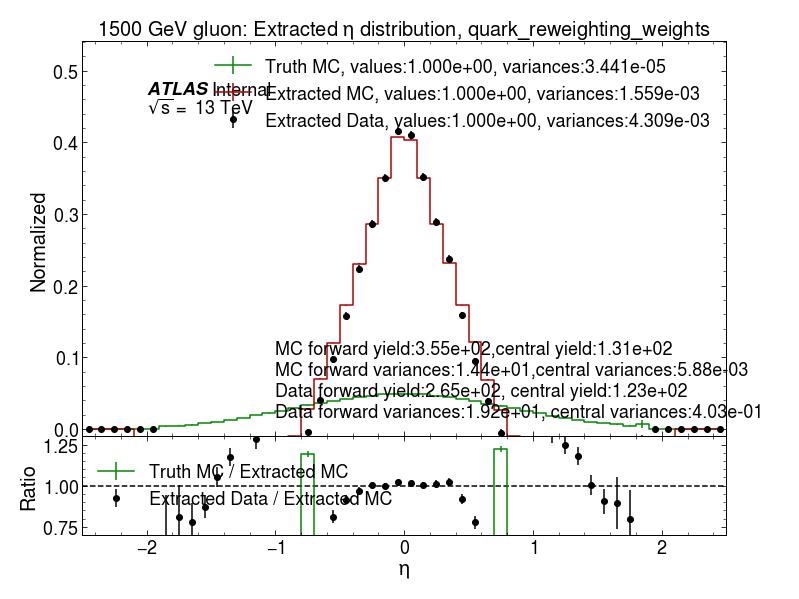 1500 GeV gluon: Extracted η distribution, quark_reweighting_weights
Truth MC, values:1.000e+00, variances:3.441e-05
ATLAS Internal
Extracted MC, values:1.000e+00, variances:1.559e-03
√s = 13 TeV
Extracted Data, values:1.000e+00, variances:4.309e-03
0.5
0.4
0.3
0.2
0.1
0.0
Normalized
MC forward yield:3.55e+02,central yield:1.31e+02
MC forward variances:1.44e+01,central variances:5.88e-03
Data forward yield:2.65e+02, central yield:1.23e+02
Data forward variances:1.92e+01, central variances:4.03e-01
1.25
1.00
0.75
Ratio
Truth MC / Extracted MC
Extracted Data / Extracted MC
−2 −1 0 1 2
η